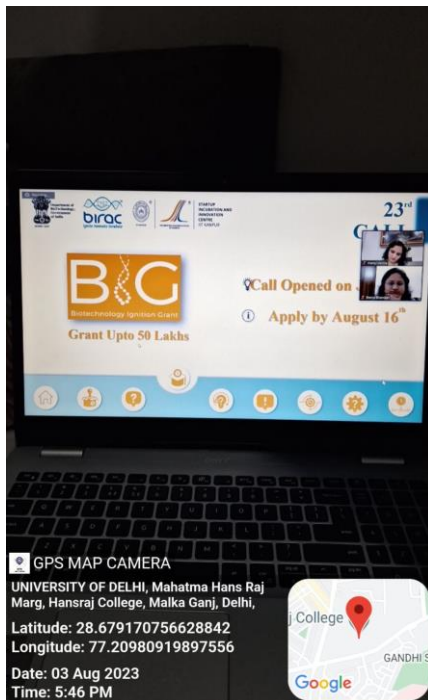 birac
STARTUP
INCUBATION AND
INNOVATION
CENTRE
IIT KANPUR
23rd
BIG
Biotechnology Ignition Grant
Grant Upto 50 Lakhs
Call Opened on
Apply by August 16th
GPS MAP CAMERA
UNIVERSITY OF DELHI, Mahatma Hans Raj
Marg, Hansraj College, Malka Ganj, Delhi,
Latitude: 28.679170756628842
Longitude: 77.20980919897556
Date: 03 Aug 2023
Time: 5:46 PM
j College
GANDHI S
Google